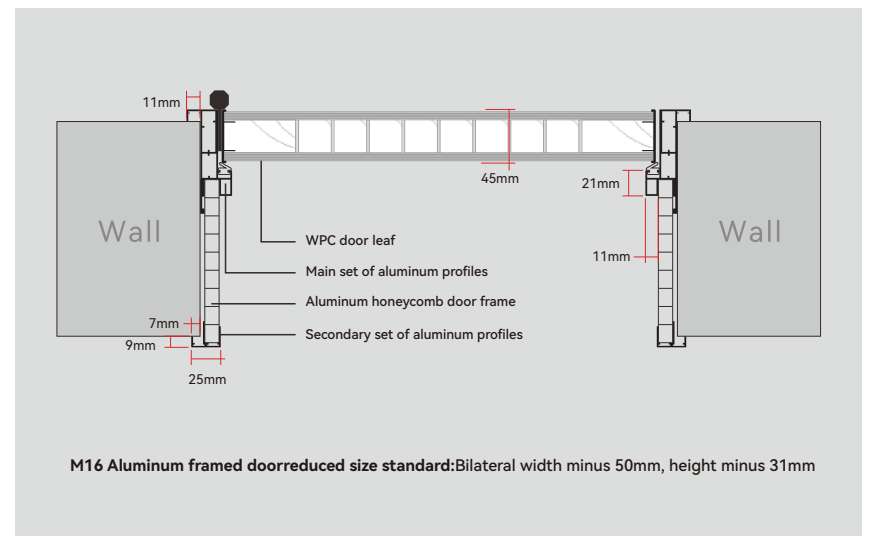 11mm
45mm
21mm
Wall
Wall
WPC door leaf
11mm
Main set of aluminum profiles
Aluminum honeycomb door frame
7mm
Secondary set of aluminum profiles
9mm
25mm
M16 Aluminum framed doorreduced size standard:Bilateral width minus 50mm, height minus 31mm